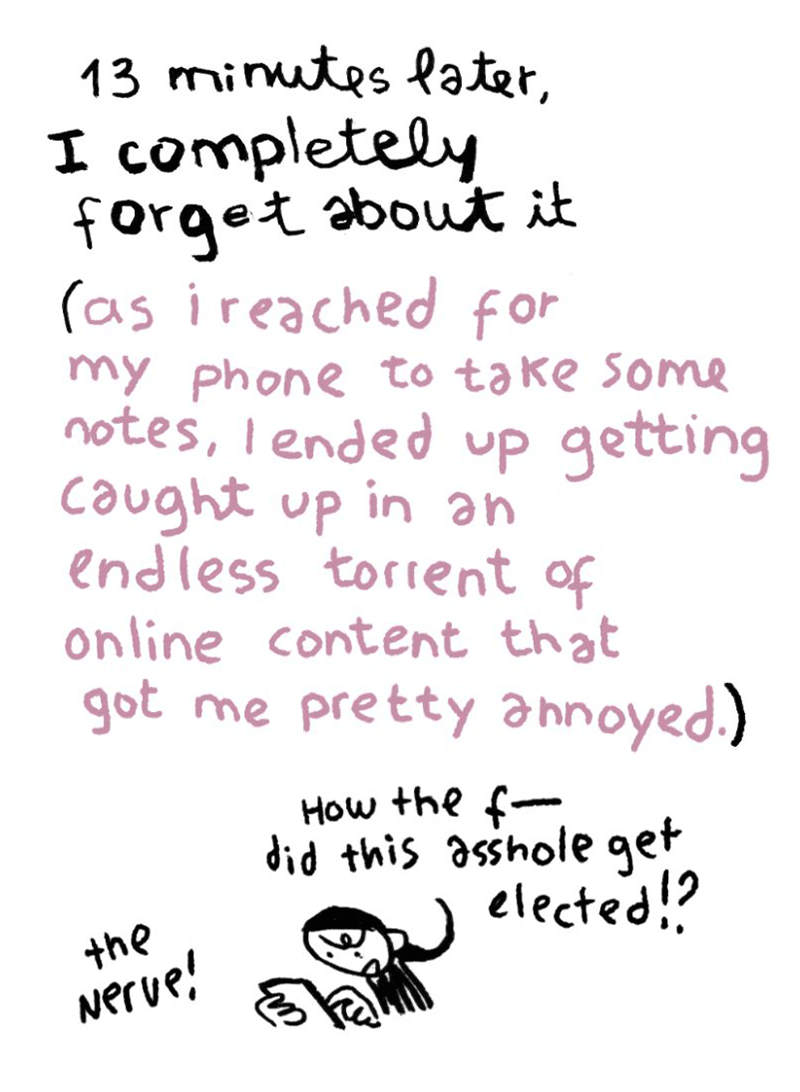 13 minutes later,
I completely
forget about it
(as i reached for
my phone to take some
notes, I ended up getting
caught up in an
endless torrent of
online content that
got me pretty annoyed.)
How the f—
did this asshole get
elected!?
the
nerve!